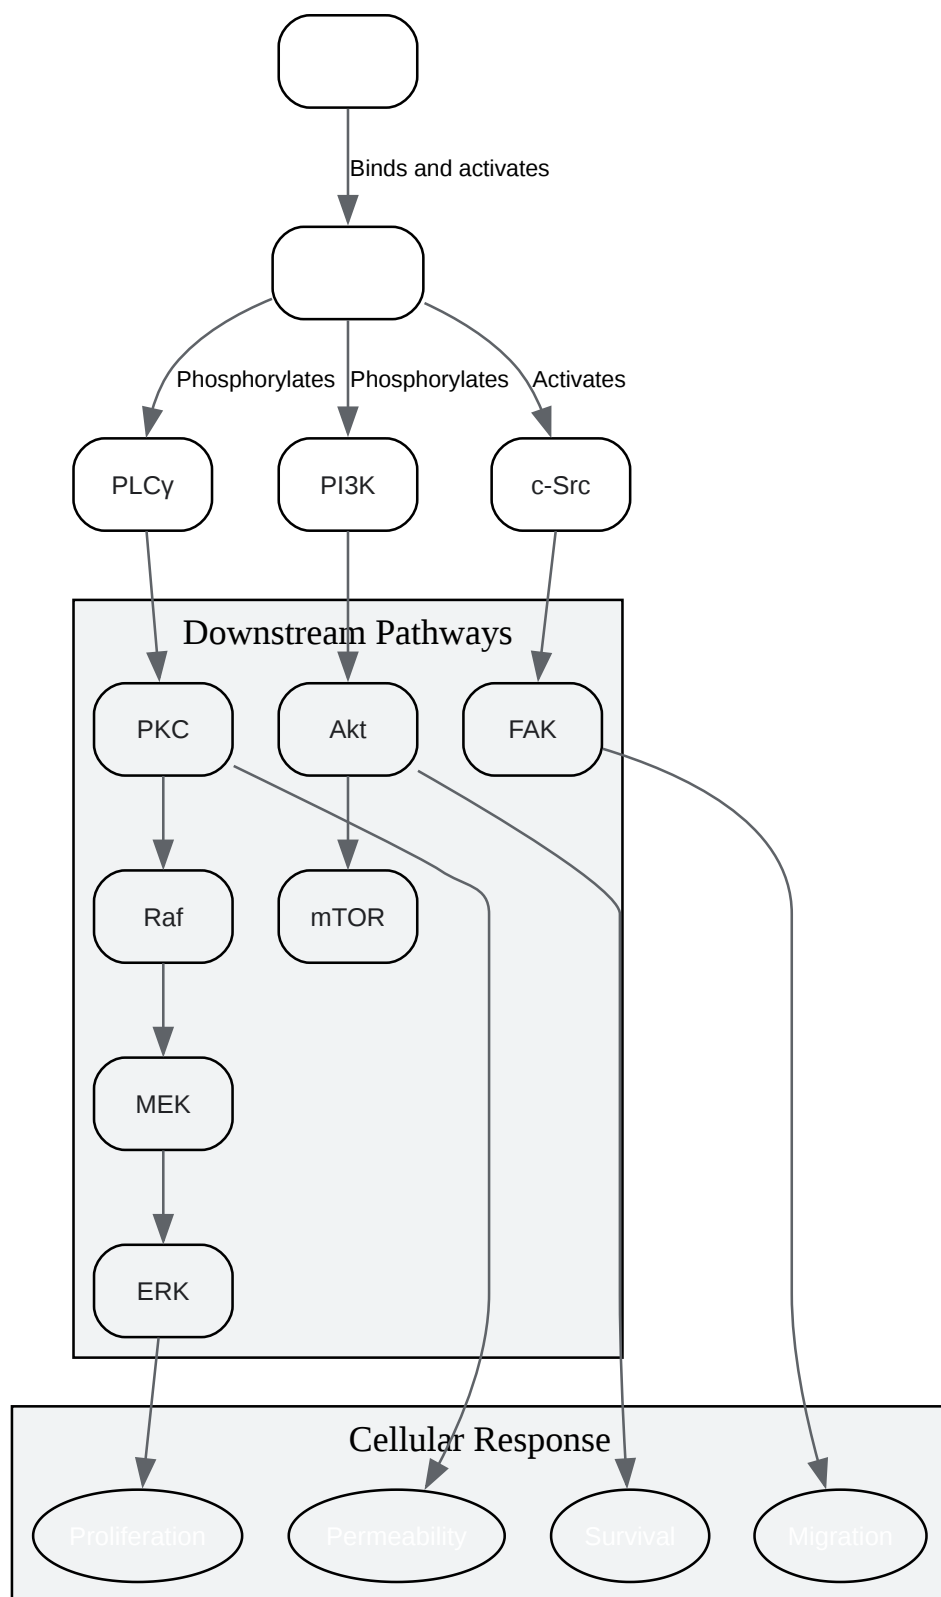 Binds and activates
Phosphorylates
Phosphorylates
Activates
PLCγ
PI3K
c-Src
Downstream Pathways
PKC
Akt
FAK
Raf
mTOR
MEK
ERK
Cellular Response
Proliferation
Permeability
Survival
Migration